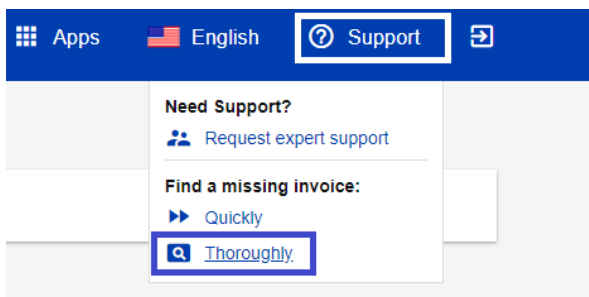 Apps English Support
Need Support?
Request expert support
Find a missing invoice:
Quickly
Thoroughly